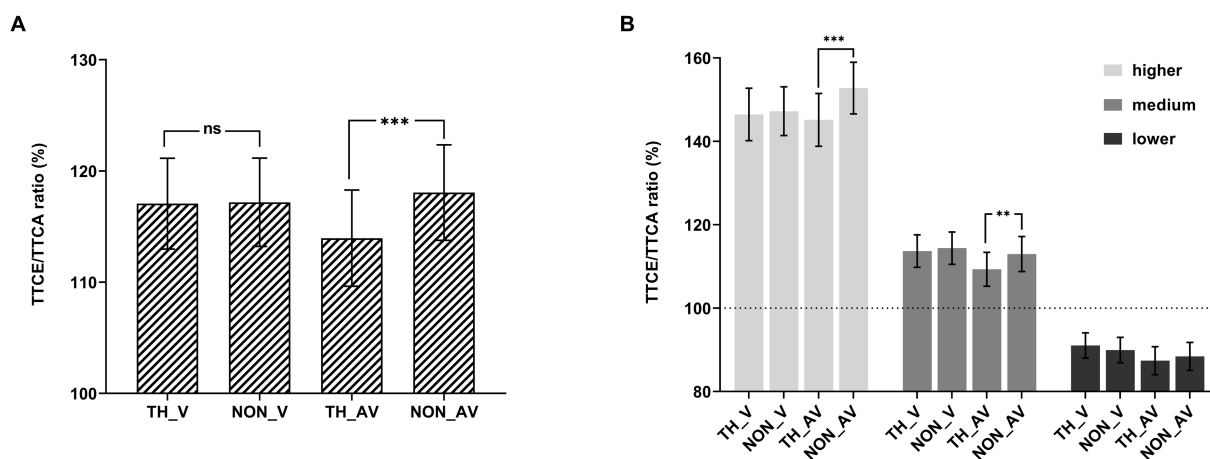 A
TTCE/TTCA ratio (%)
130
120
110
100
ns
***
TH_V
NON_V
TH_AV
NON_AV
B
TTCE/TTCA ratio (%)
160
140
120
100
80
***
**
higher
medium
lower
TH_V
NON_V
TH_AV
NON_AV
TH_V
NON_V
TH_AV
NON_AV
TH_V
NON_V
TH_AV
NON_AV